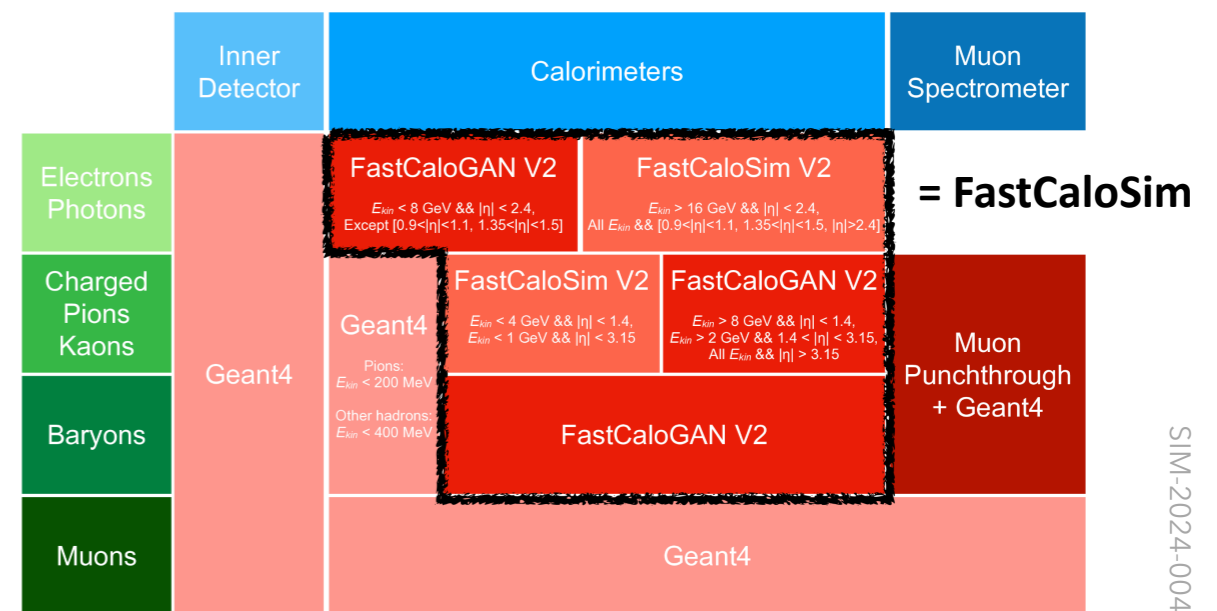 Inner
Detector
Calorimeters
Muon
Spectrometer
Electrons
Photons
FastCaloGAN V2
Ekin < 8 GeV && |η| < 2.4,
Except [0.9<|η|<1.1, 1.35<|η|<1.5]
FastCaloSim V2
Ekin > 16 GeV && |η| < 2.4,
All Ekin && [0.9<|η|<1.1, 1.35<|η|<1.5, |η|>2.4]
= FastCaloSim
Charged
Pions
Kaons
Geant4
Geant4
Pions:
Ekin < 200 MeV
Other hadrons:
Ekin < 400 MeV
FastCaloSim V2
Ekin < 4 GeV && |η| < 1.4,
Ekin < 1 GeV && |η| < 3.15
FastCaloGAN V2
Ekin > 8 GeV && |η| < 1.4,
Ekin > 2 GeV && 1.4 < |η| < 3.15,
All Ekin && |η| > 3.15
Muon
Punchthrough
+ Geant4
Baryons
FastCaloGAN V2
Muons
Geant4
SIM-2024-004